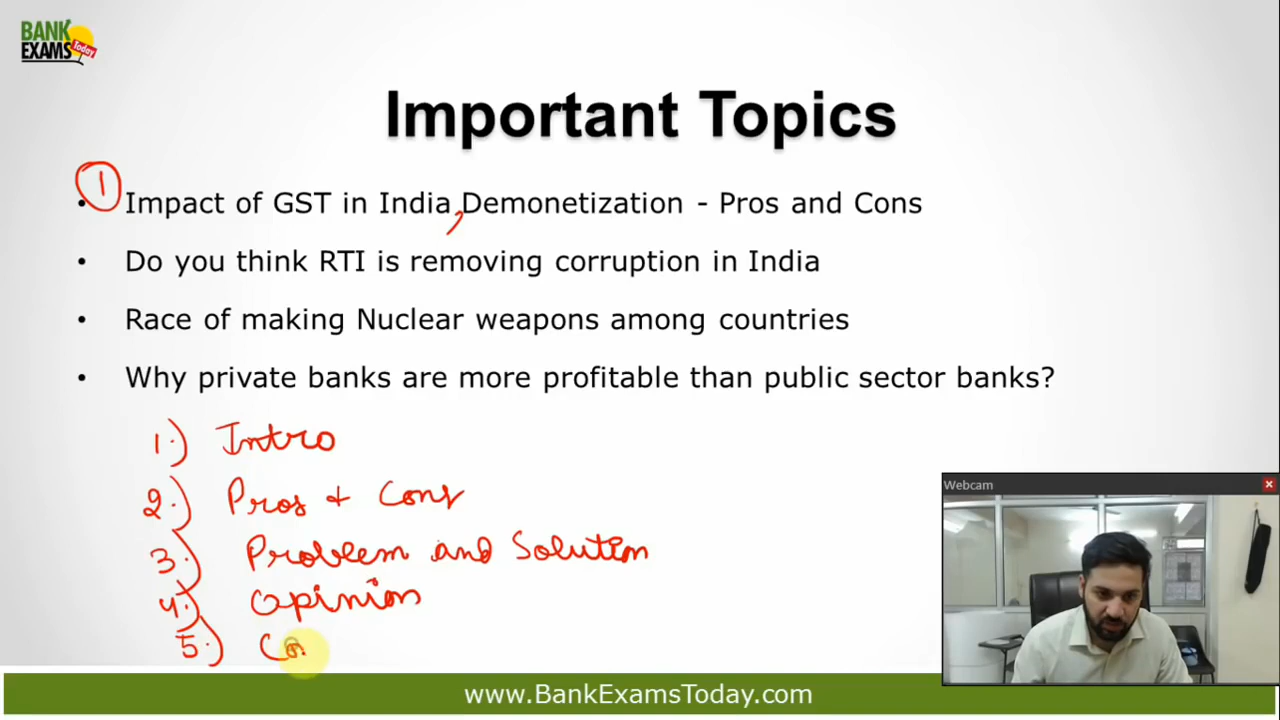 BANK
EXAMS Today
Important Topics
1
• Impact of GST in India, Demonetization - Pros and Cons
• Do you think RTI is removing corruption in India
• Race of making Nuclear weapons among countries
• Why private banks are more profitable than public sector banks?
1.) Intro
2.) Pros + Cons
3.) Problem and Solution
4.) Opinion
5.) Co
Webcam
www.BankExamsToday.com